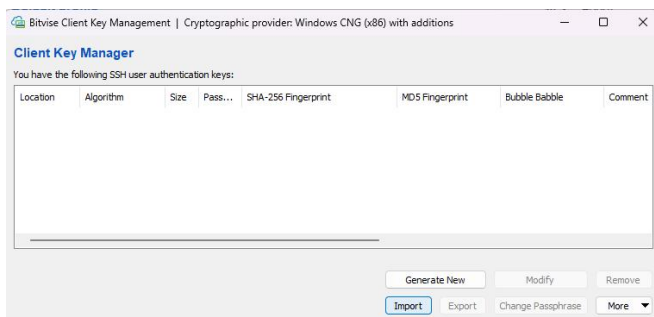 Bitvise Client Key Management | Cryptographic provider: Windows CNG (x86) with additions
Client Key Manager
You have the following SSH user authentication keys:
Location Algorithm Size Pass... SHA-256 Fingerprint MD5 Fingerprint Bubble Babble Comment
Generate New Modify Remove
Import Export Change Passphrase More